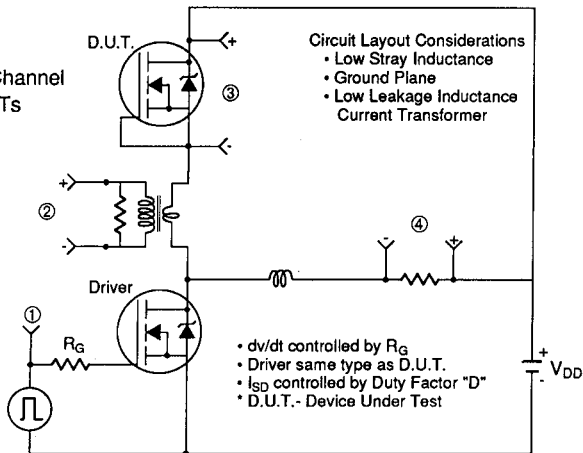 D.U.T.
+
Circuit Layout Considerations
• Low Stray Inductance
• Ground Plane
• Low Leakage Inductance
Current Transformer
Channel
Ts
③
-
+
②
-
④
-
+
Driver
①
RG
• dv/dt controlled by RG
• Driver same type as D.U.T.
• ISD controlled by Duty Factor "D"
* D.U.T.- Device Under Test
+
VDD
-